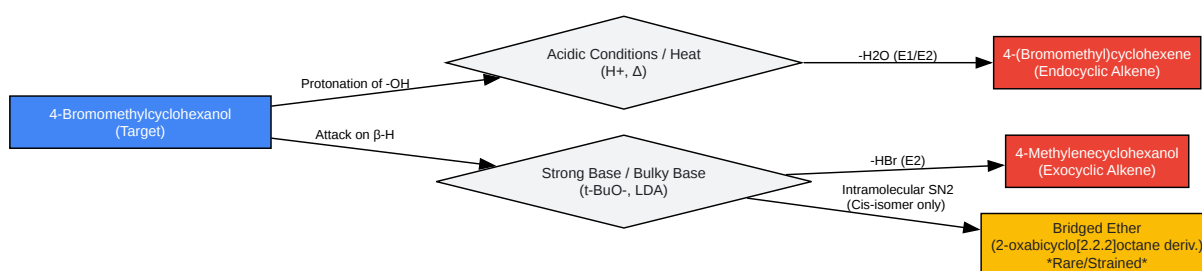 4-Bromomethylcyclohexanol
(Target)
Protonation of -OH
Attack on β-H
Acidic Conditions / Heat
(H+, Δ)
Strong Base / Bulky Base
(t-BuO-, LDA)
-H2O (E1/E2)
-HBr (E2)
Intramolecular SN2
(Cis-isomer only)
4-(Bromomethyl)cyclohexene
(Endocyclic Alkene)
4-Methylenecyclohexanol
(Exocyclic Alkene)
Bridged Ether
(2-oxabicyclo[2.2.2]octane deriv.)
*Rare/Strained*